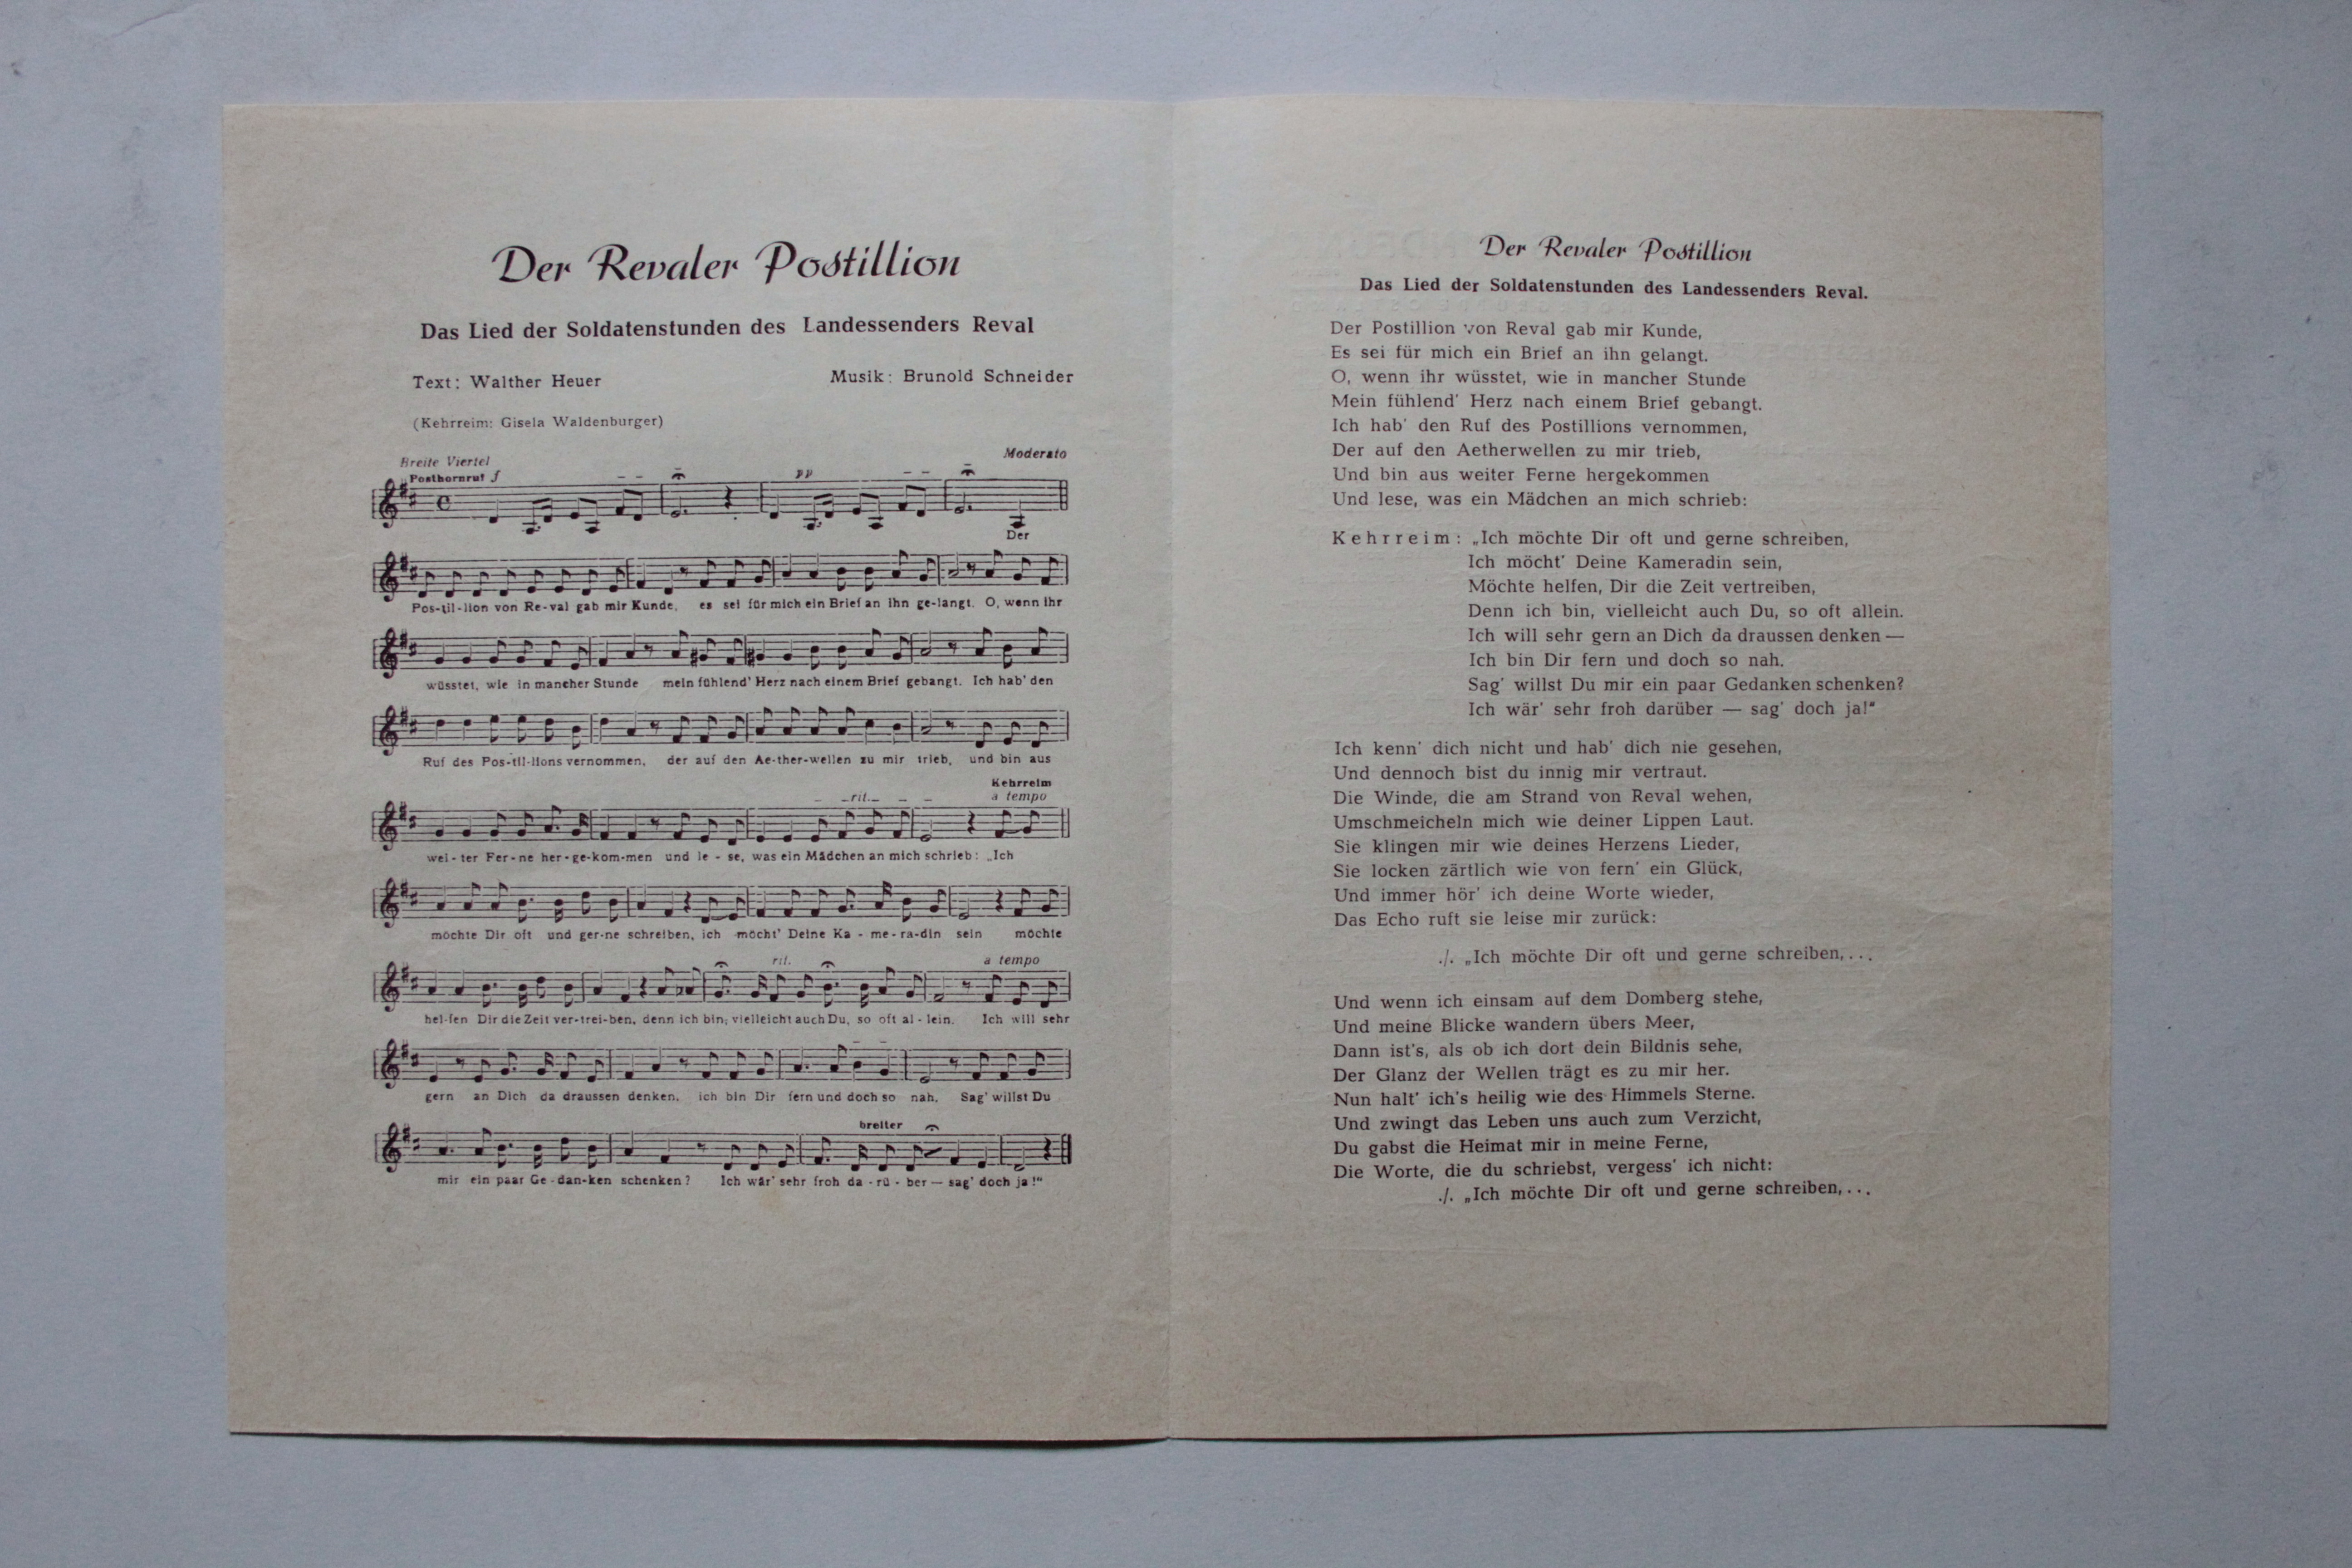 Der Revaler Postillion
Das Lied der Soldatenstunden des Landessenders Reval
Text: Walther Heuer
Musik: Brunold Schneider
(Kehrreim: Gisela Waldenburger)
Breite Viertel
Moderato
Posthornruf f
pp
Der
Pos-til-lion von Re-val gab mir Kunde, es sei für mich ein Brief an ihn ge-langt. O, wenn ihr
wüsstet, wie in mancher Stunde mein fühlend' Herz nach einem Brief gebangt. Ich hab' den
Ruf des Pos-til-lions vernommen, der auf den Ae-ther-wellen zu mir trieb, und bin aus
Kehrreim
rit.
a tempo
wei-ter Fer-ne her-ge-kom-men und le-se, was ein Mädchen an mich schrieb: „Ich
möchte Dir oft und ger-ne schreiben, ich möcht' Deine Ka-me-ra-din sein möchte
rit.
a tempo
hel-fen Dir die Zeit ver-trei-ben, denn ich bin, vielleicht auch Du, so oft al-lein. Ich will sehr
gern an Dich da draussen denken, ich bin Dir fern und doch so nah, Sag' willst Du
breiter
mir ein paar Ge-dan-ken schenken? Ich wär' sehr froh da-rü-ber — sag' doch ja!"
Der Revaler Postillion
Das Lied der Soldatenstunden des Landessenders Reval.
Der Postillion von Reval gab mir Kunde,
Es sei für mich ein Brief an ihn gelangt.
O, wenn ihr wüsstet, wie in mancher Stunde
Mein fühlend' Herz nach einem Brief gebangt.
Ich hab' den Ruf des Postillions vernommen,
Der auf den Aetherwellen zu mir trieb,
Und bin aus weiter Ferne hergekommen
Und lese, was ein Mädchen an mich schrieb:
Kehrreim: „Ich möchte Dir oft und gerne schreiben,
Ich möcht' Deine Kameradin sein,
Möchte helfen, Dir die Zeit vertreiben,
Denn ich bin, vielleicht auch Du, so oft allein.
Ich will sehr gern an Dich da draussen denken —
Ich bin Dir fern und doch so nah.
Sag' willst Du mir ein paar Gedanken schenken?
Ich wär' sehr froh darüber — sag' doch ja!"
Ich kenn' dich nicht und hab' dich nie gesehen,
Und dennoch bist du innig mir vertraut.
Die Winde, die am Strand von Reval wehen,
Umschmeicheln mich wie deiner Lippen Laut.
Sie klingen mir wie deines Herzens Lieder,
Sie locken zärtlich wie von fern' ein Glück,
Und immer hör' ich deine Worte wieder,
Das Echo ruft sie leise mir zurück:
./. „Ich möchte Dir oft und gerne schreiben,...
Und wenn ich einsam auf dem Domberg stehe,
Und meine Blicke wandern übers Meer,
Dann ist's, als ob ich dort dein Bildnis sehe,
Der Glanz der Wellen trägt es zu mir her.
Nun halt' ich's heilig wie des Himmels Sterne.
Und zwingt das Leben uns auch zum Verzicht,
Du gabst die Heimat mir in meine Ferne,
Die Worte, die du schriebst, vergess' ich nicht:
./. „Ich möchte Dir oft und gerne schreiben,...